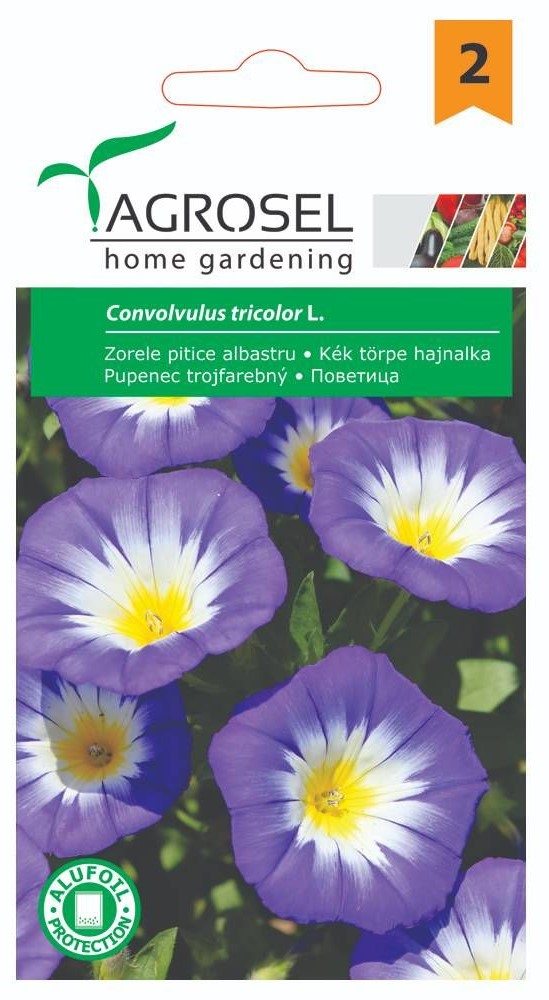 2
AGROSEL
home gardening
Convolvulus tricolor L.
Zorele pitice albastru • Kék törpe hajnalka
Pupenec trojfarebný • Поветица
ALUFOIL
PROTECTION